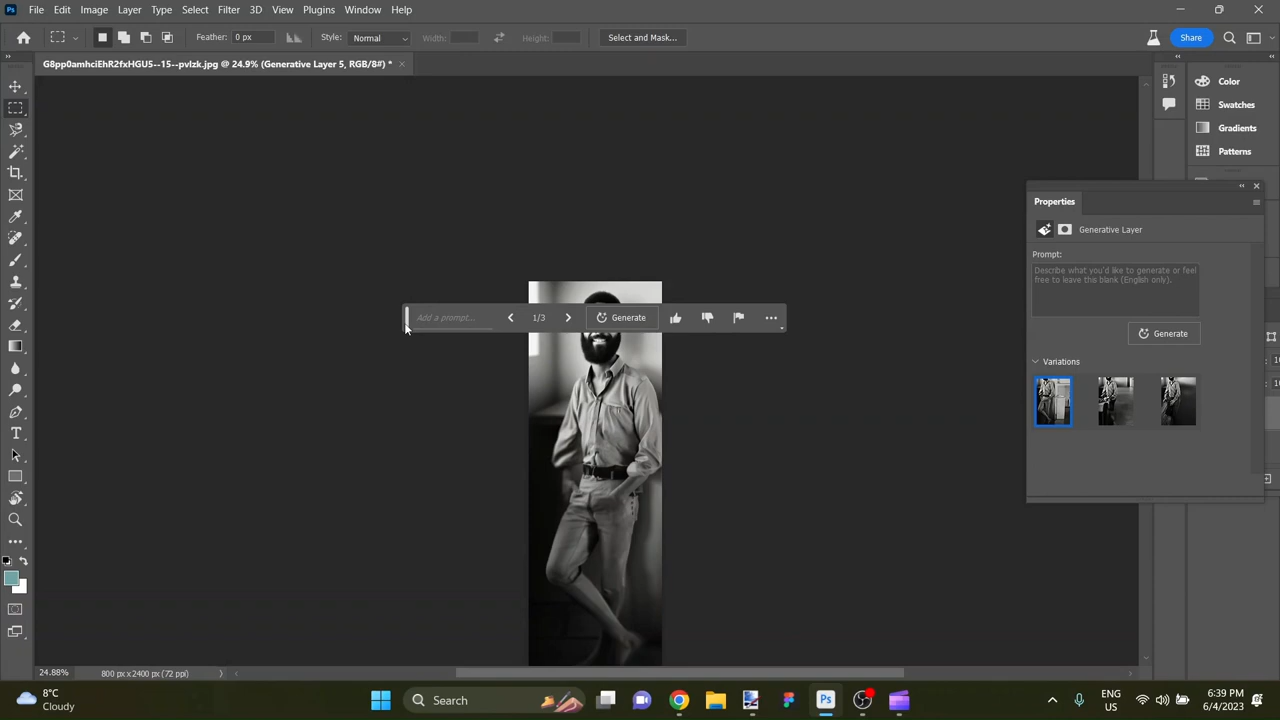 Ps File Edit Image Layer Type Select Filter 3D View Plugins Window Help
Feather: 0 px Style: Normal Width: Height: Select and Mask... Share
G8pp0amhciEhR2fxHGU5--15--pvlzk.jpg @ 24.9% (Generative Layer 5, RGB/8#) *
Color
Swatches
Gradients
Patterns
Properties
Generative Layer
Prompt:
Describe what you'd like to generate or feel
free to leave this blank (English only).
Generate
Variations
Add a prompt... 1/3 Generate
24.88% 800 px x 2400 px (72 ppi)
8°C
Cloudy
Search
Ps
ENG
US
6:39 PM
6/4/2023